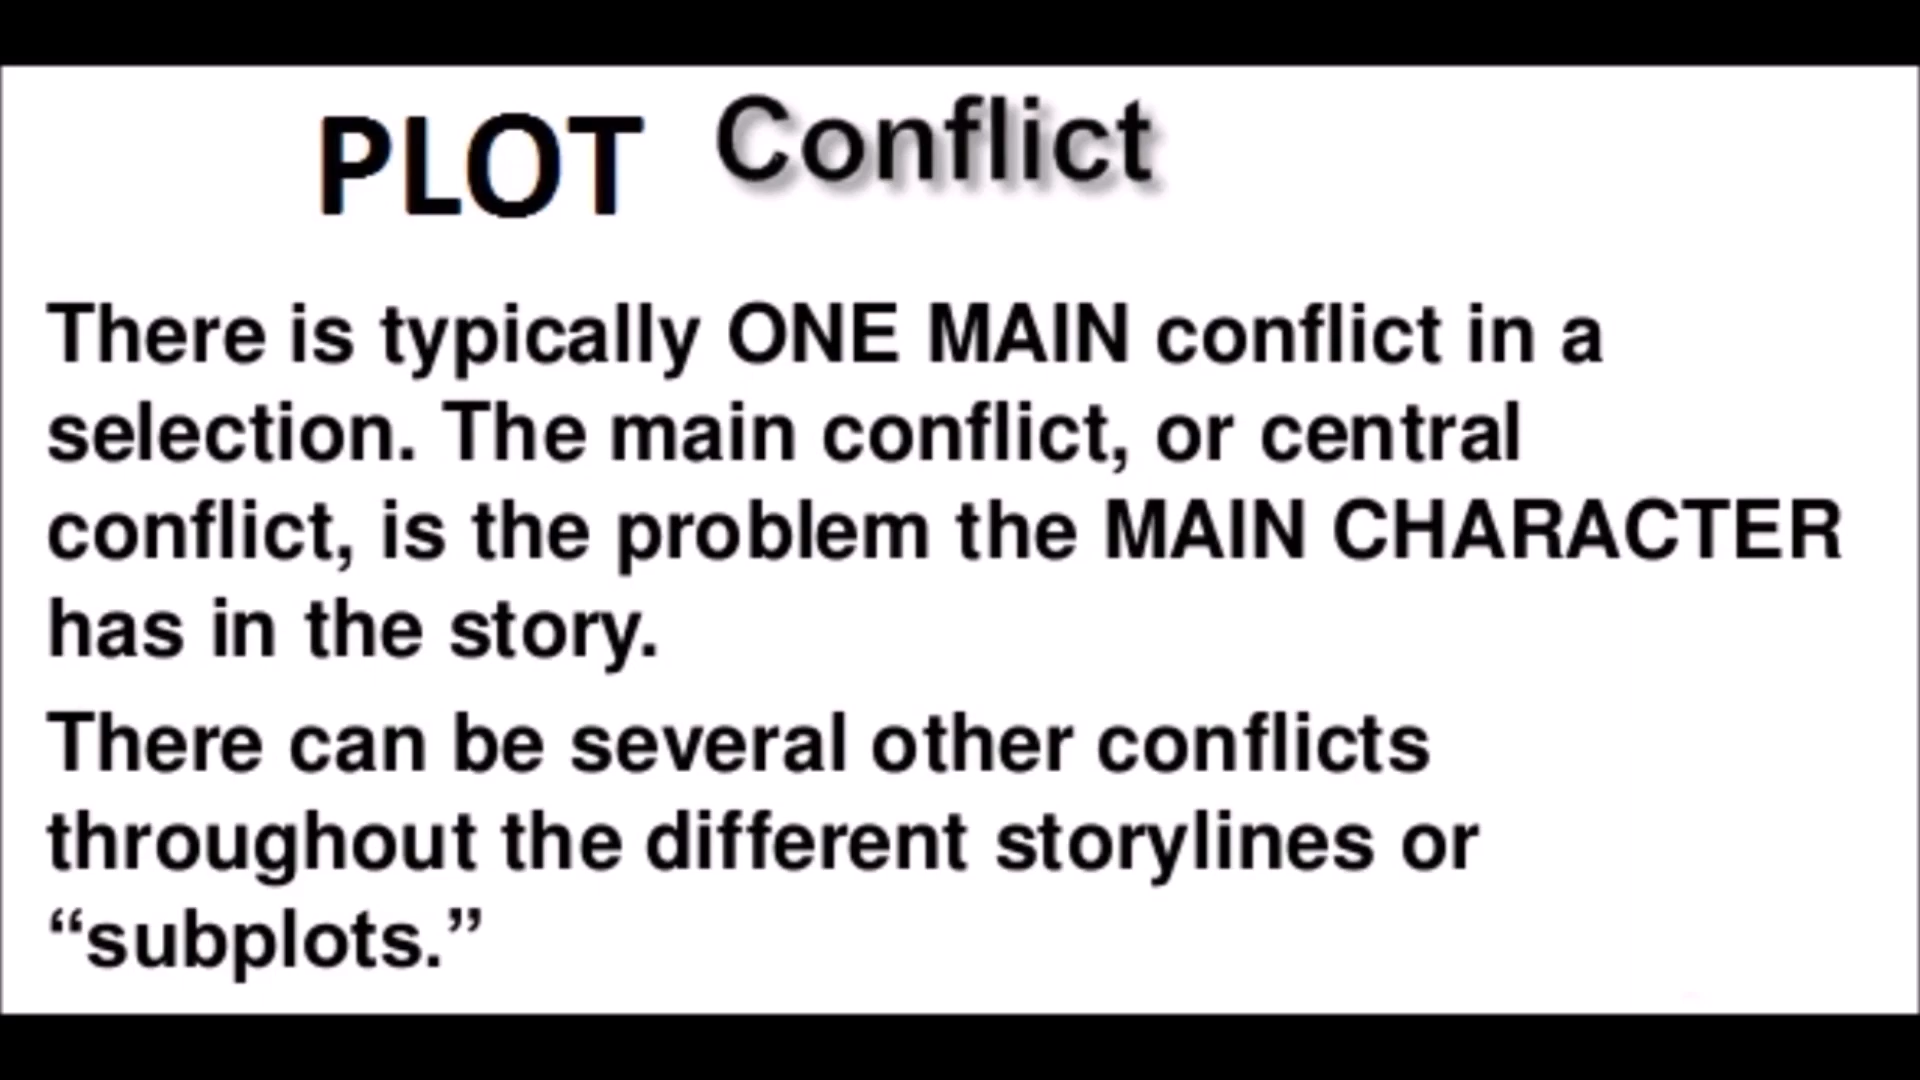 PLOT Conflict
There is typically ONE MAIN conflict in a
selection. The main conflict, or central
conflict, is the problem the MAIN CHARACTER
has in the story.
There can be several other conflicts
throughout the different storylines or
“subplots.”